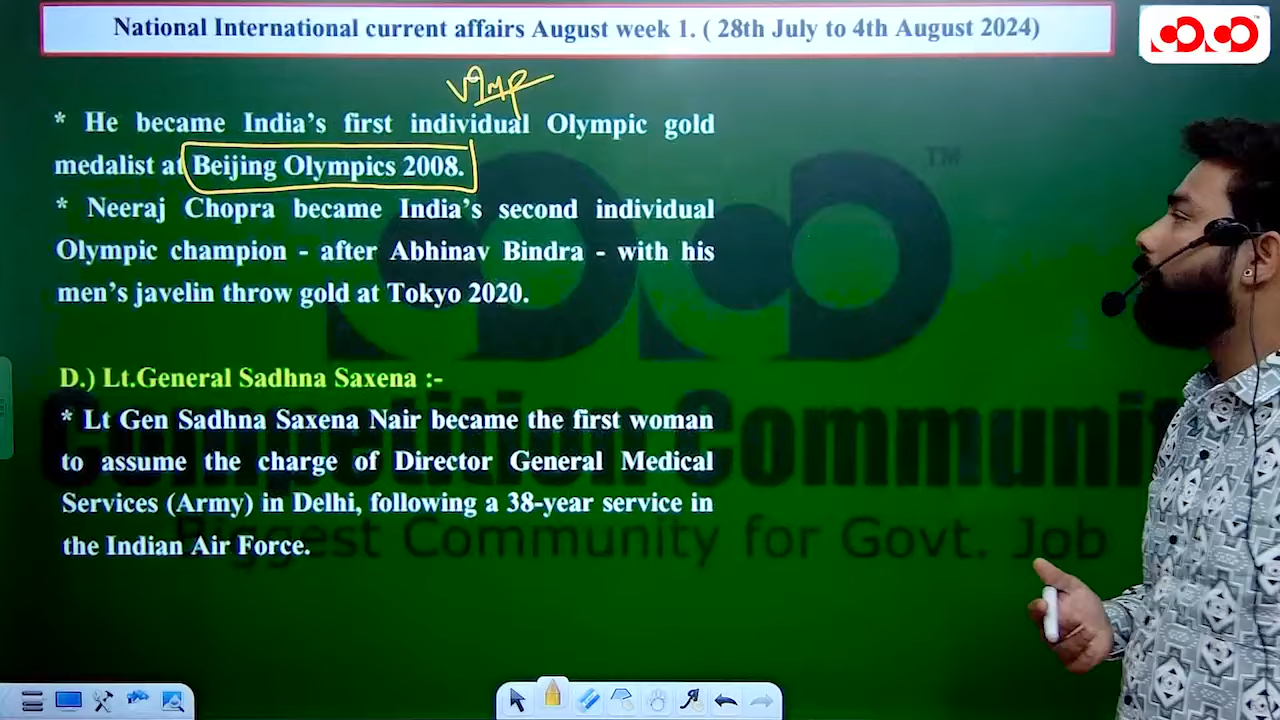 National International current affairs August week 1. ( 28th July to 4th August 2024)
V Imp
* He became India's first individual Olympic gold
medalist at Beijing Olympics 2008.
* Neeraj Chopra became India's second individual
Olympic champion - after Abhinav Bindra - with his
men's javelin throw gold at Tokyo 2020.
D.) Lt.General Sadhna Saxena :-
* Lt Gen Sadhna Saxena Nair became the first woman
to assume the charge of Director General Medical
Services (Army) in Delhi, following a 38-year service in
the Indian Air Force.
TM
Competition Community
Biggest Community for Govt. Job